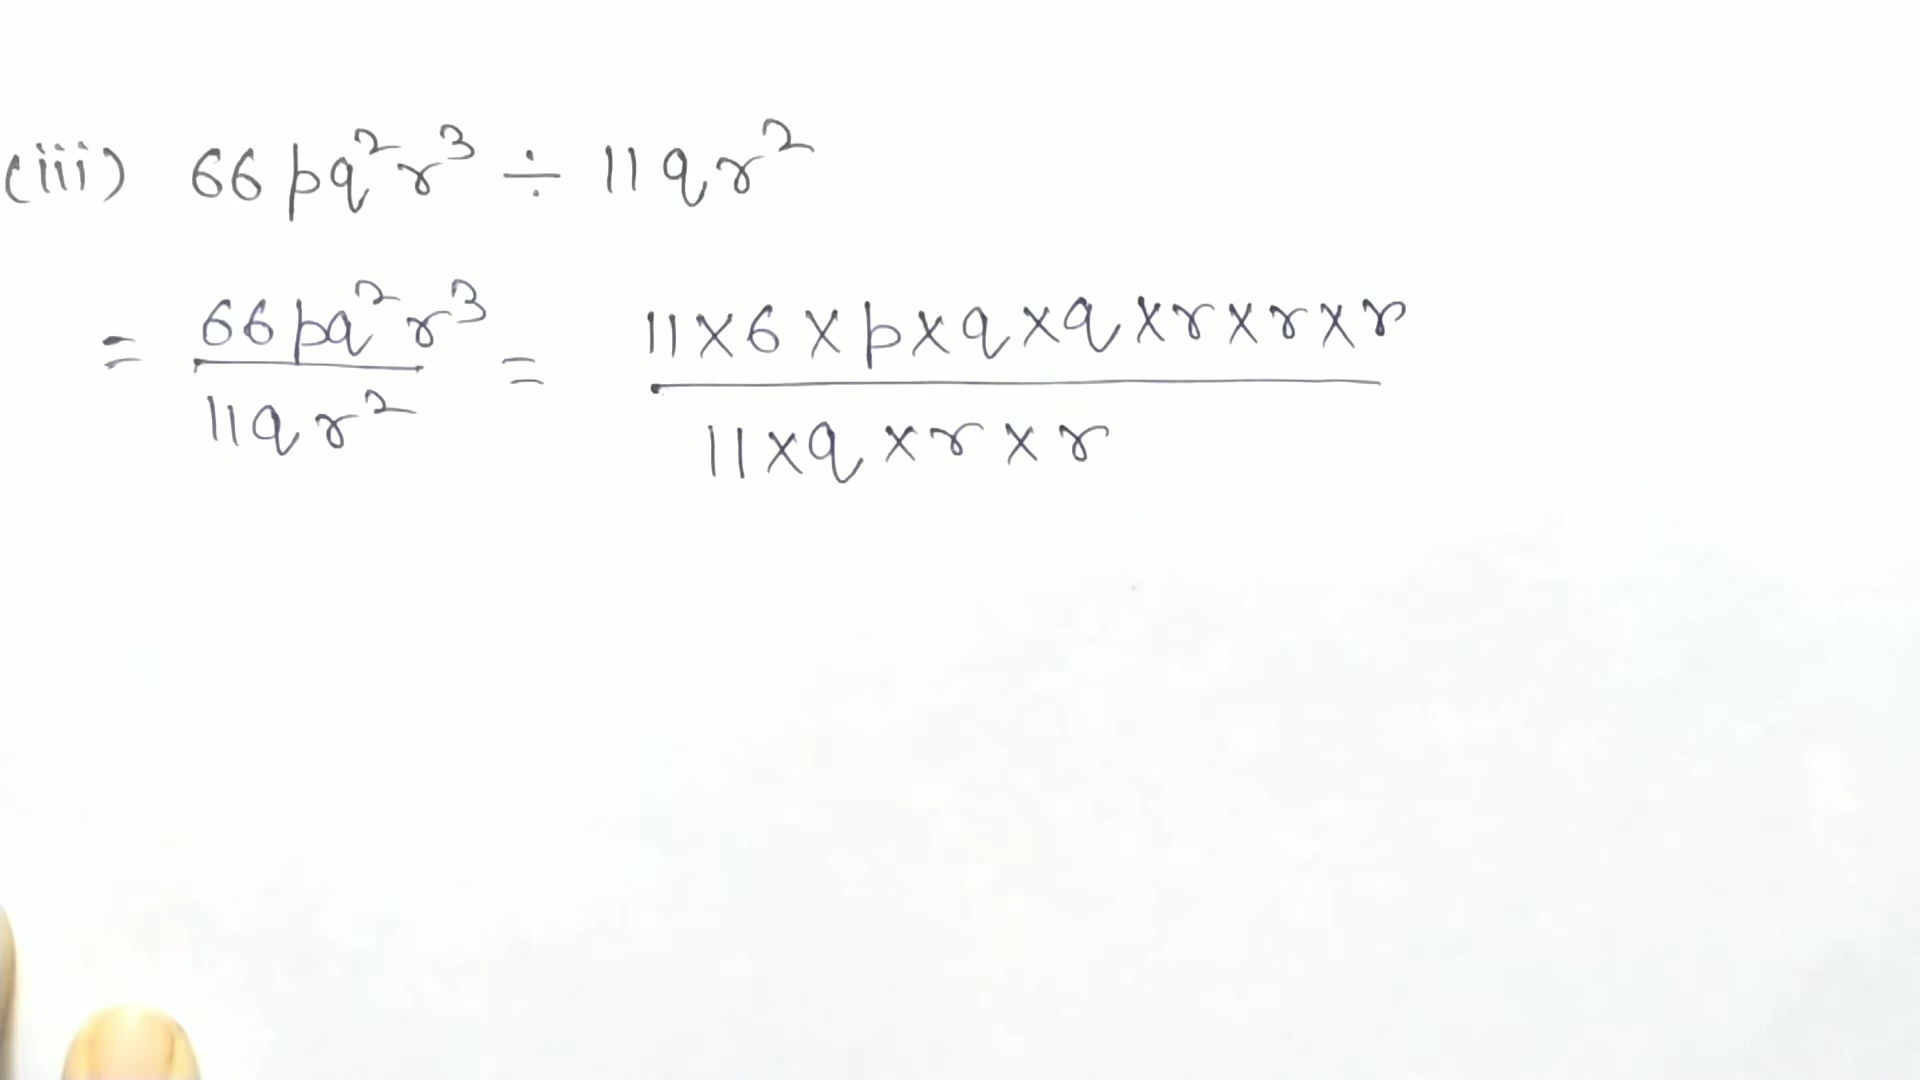 (iii) 66pq²r³ ÷ 11qr²
= 66pq²r³/11qr² = 11×6×p×q×q×r×r×r/11×q×r×r